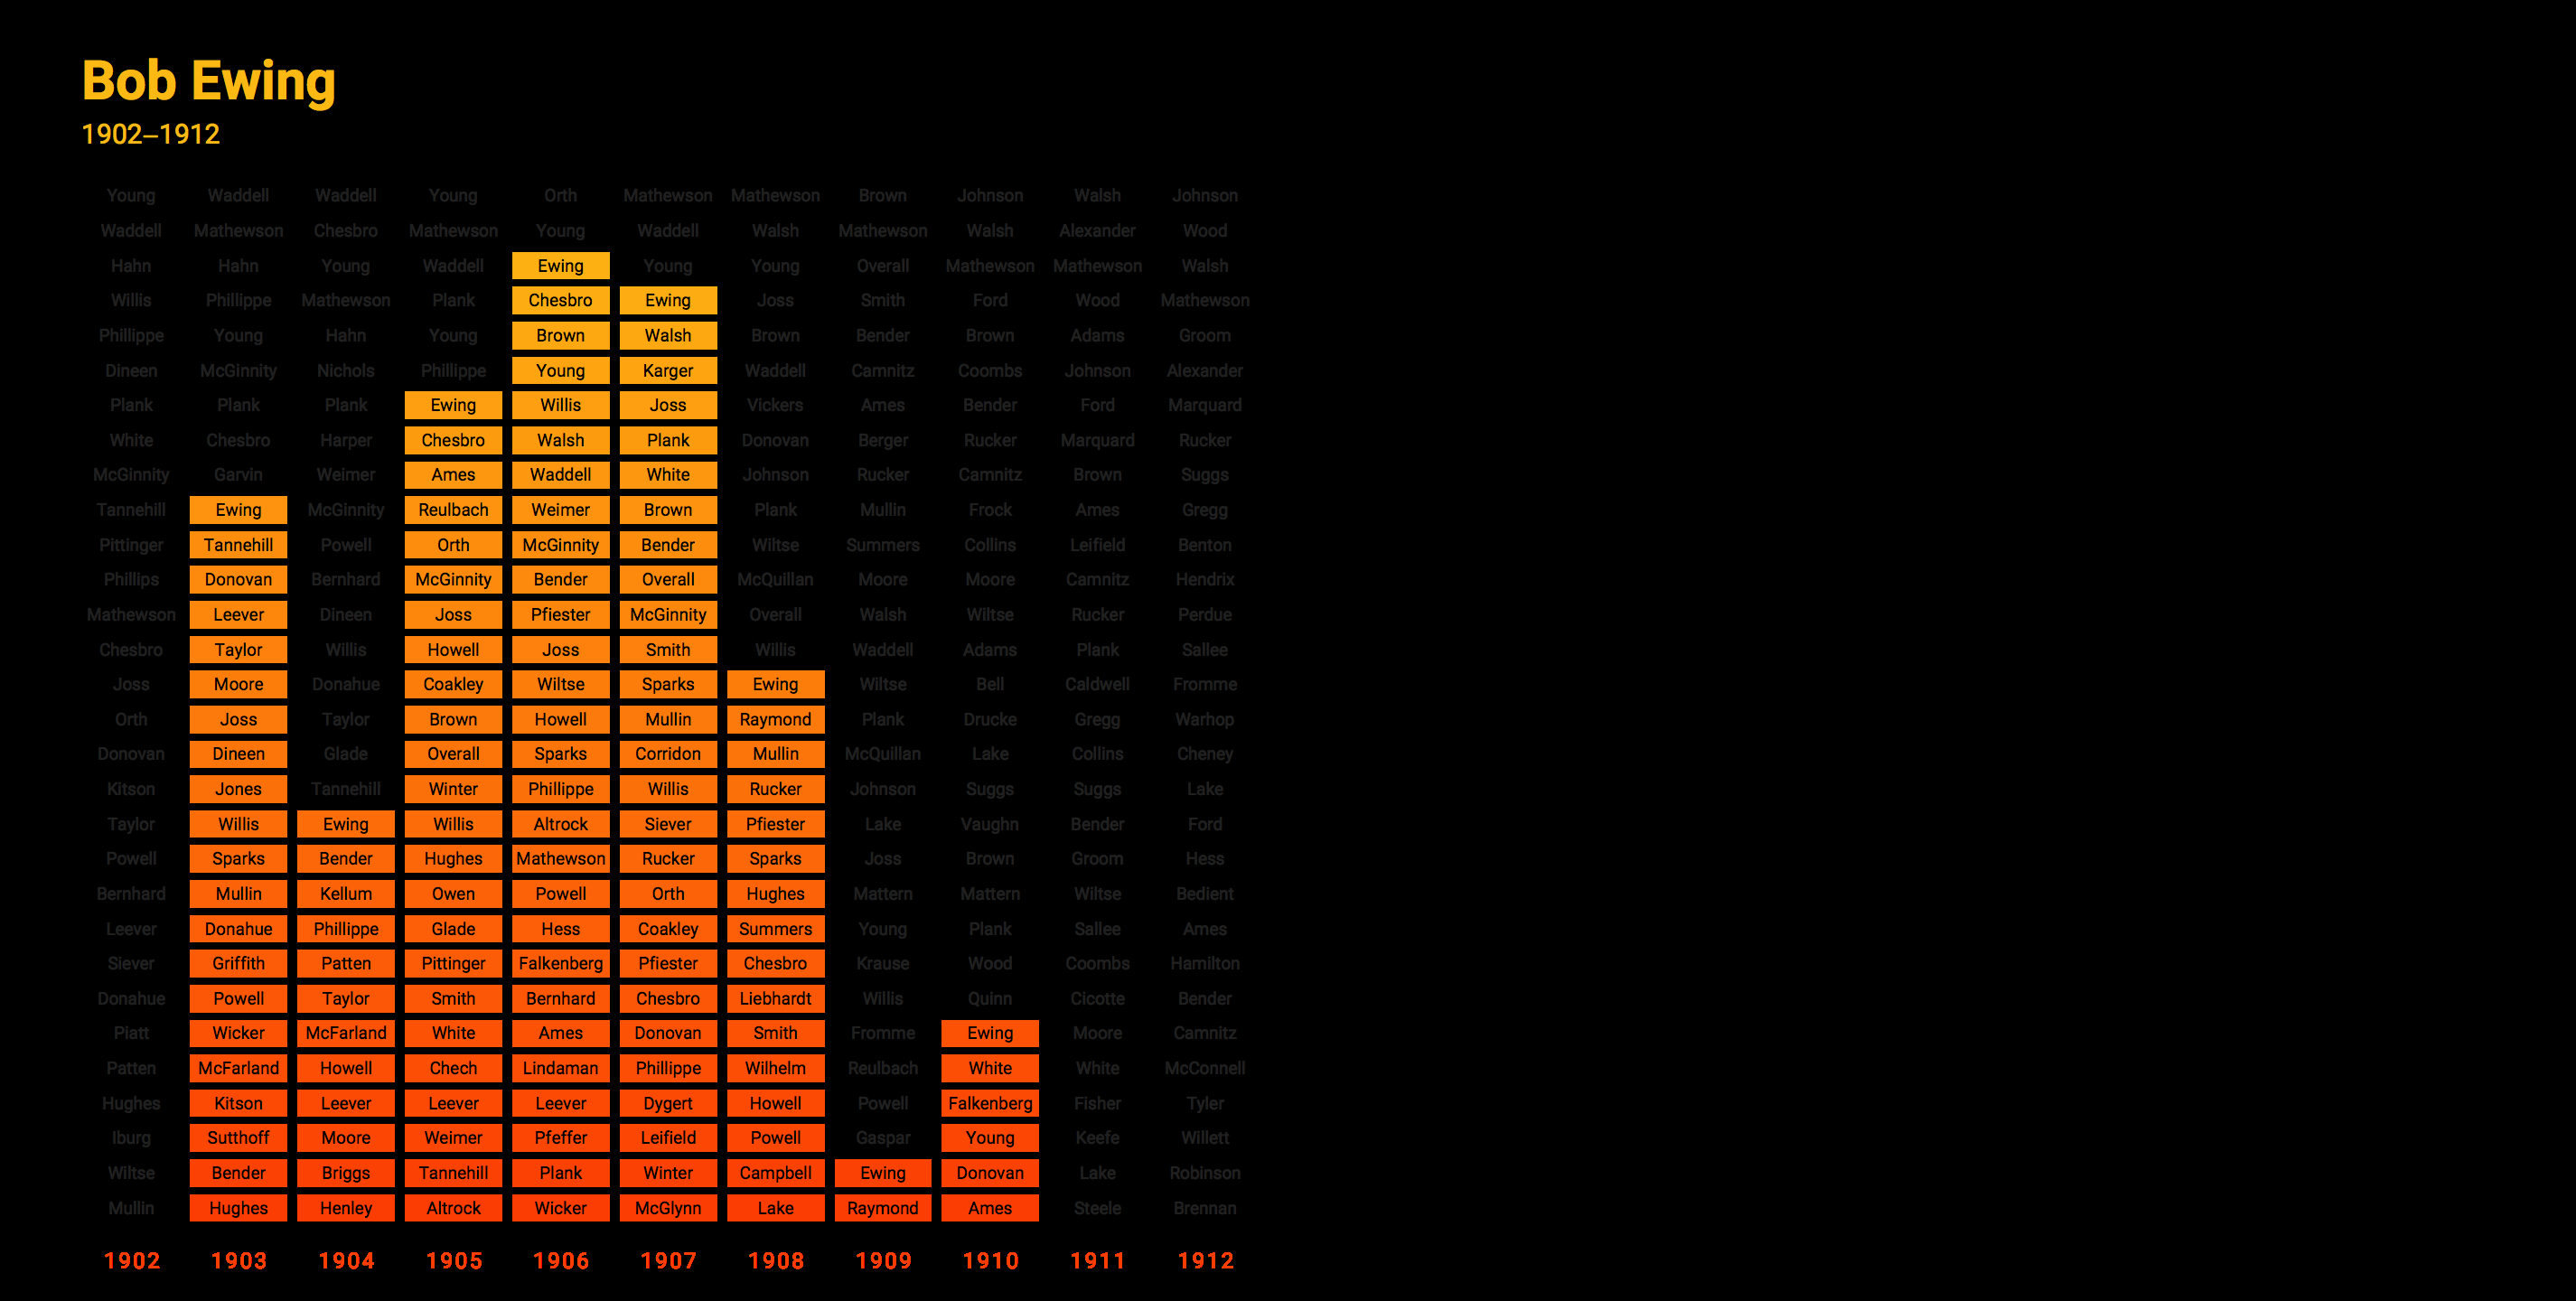 Bob Ewing
1902–1912
Young Waddell Waddell Young Orth Mathewson Mathewson Brown Johnson Walsh Johnson
Waddell Mathewson Chesbro Mathewson Young Waddell Walsh Mathewson Walsh Alexander Wood
Hahn Hahn Young Waddell Ewing Young Young Overall Mathewson Mathewson Walsh
Willis Phillippe Mathewson Plank Chesbro Ewing Joss Smith Ford Wood Mathewson
Phillippe Young Hahn Young Brown Walsh Brown Bender Brown Adams Groom
Dineen McGinnity Nichols Phillippe Young Karger Waddell Camnitz Coombs Johnson Alexander
Plank Plank Plank Ewing Willis Joss Vickers Ames Bender Ford Marquard
White Chesbro Harper Chesbro Walsh Plank Donovan Berger Rucker Marquard Rucker
McGinnity Garvin Weimer Ames Waddell White Johnson Rucker Camnitz Brown Suggs
Tannehill Ewing McGinnity Reulbach Weimer Brown Plank Mullin Frock Ames Gregg
Pittinger Tannehill Powell Orth McGinnity Bender Wiltse Summers Collins Leifield Benton
Phillips Donovan Bernhard McGinnity Bender Overall McQuillan Moore Moore Camnitz Hendrix
Mathewson Leever Dineen Joss Pfiester McGinnity Overall Walsh Wiltse Rucker Perdue
Chesbro Taylor Willis Howell Joss Smith Willis Waddell Adams Plank Sallee
Joss Moore Donahue Coakley Wiltse Sparks Ewing Wiltse Bell Caldwell Fromme
Orth Joss Taylor Brown Howell Mullin Raymond Plank Drucke Gregg Warhop
Donovan Dineen Glade Overall Sparks Corridon Mullin McQuillan Lake Collins Cheney
Kitson Jones Tannehill Winter Phillippe Willis Rucker Johnson Suggs Suggs Lake
Taylor Willis Ewing Willis Altrock Siever Pfiester Lake Vaughn Bender Ford
Powell Sparks Bender Hughes Mathewson Rucker Sparks Joss Brown Groom Hess
Bernhard Mullin Kellum Owen Powell Orth Hughes Mattern Mattern Wiltse Bedient
Leever Donahue Phillippe Glade Hess Coakley Summers Young Plank Sallee Ames
Siever Griffith Patten Pittinger Falkenberg Pfiester Chesbro Krause Wood Coombs Hamilton
Donahue Powell Taylor Smith Bernhard Chesbro Liebhardt Willis Quinn Cicotte Bender
Piatt Wicker McFarland White Ames Donovan Smith Fromme Ewing Moore Camnitz
Patten McFarland Howell Chech Lindaman Phillippe Wilhelm Reulbach White White McConnell
Hughes Kitson Leever Leever Leever Dygert Howell Powell Falkenberg Fisher Tyler
Iburg Sutthoff Moore Weimer Pfeffer Leifield Powell Gaspar Young Keefe Willett
Wiltse Bender Briggs Tannehill Plank Winter Campbell Ewing Donovan Lake Robinson
Mullin Hughes Henley Altrock Wicker McGlynn Lake Raymond Ames Steele Brennan
1902 1903 1904 1905 1906 1907 1908 1909 1910 1911 1912